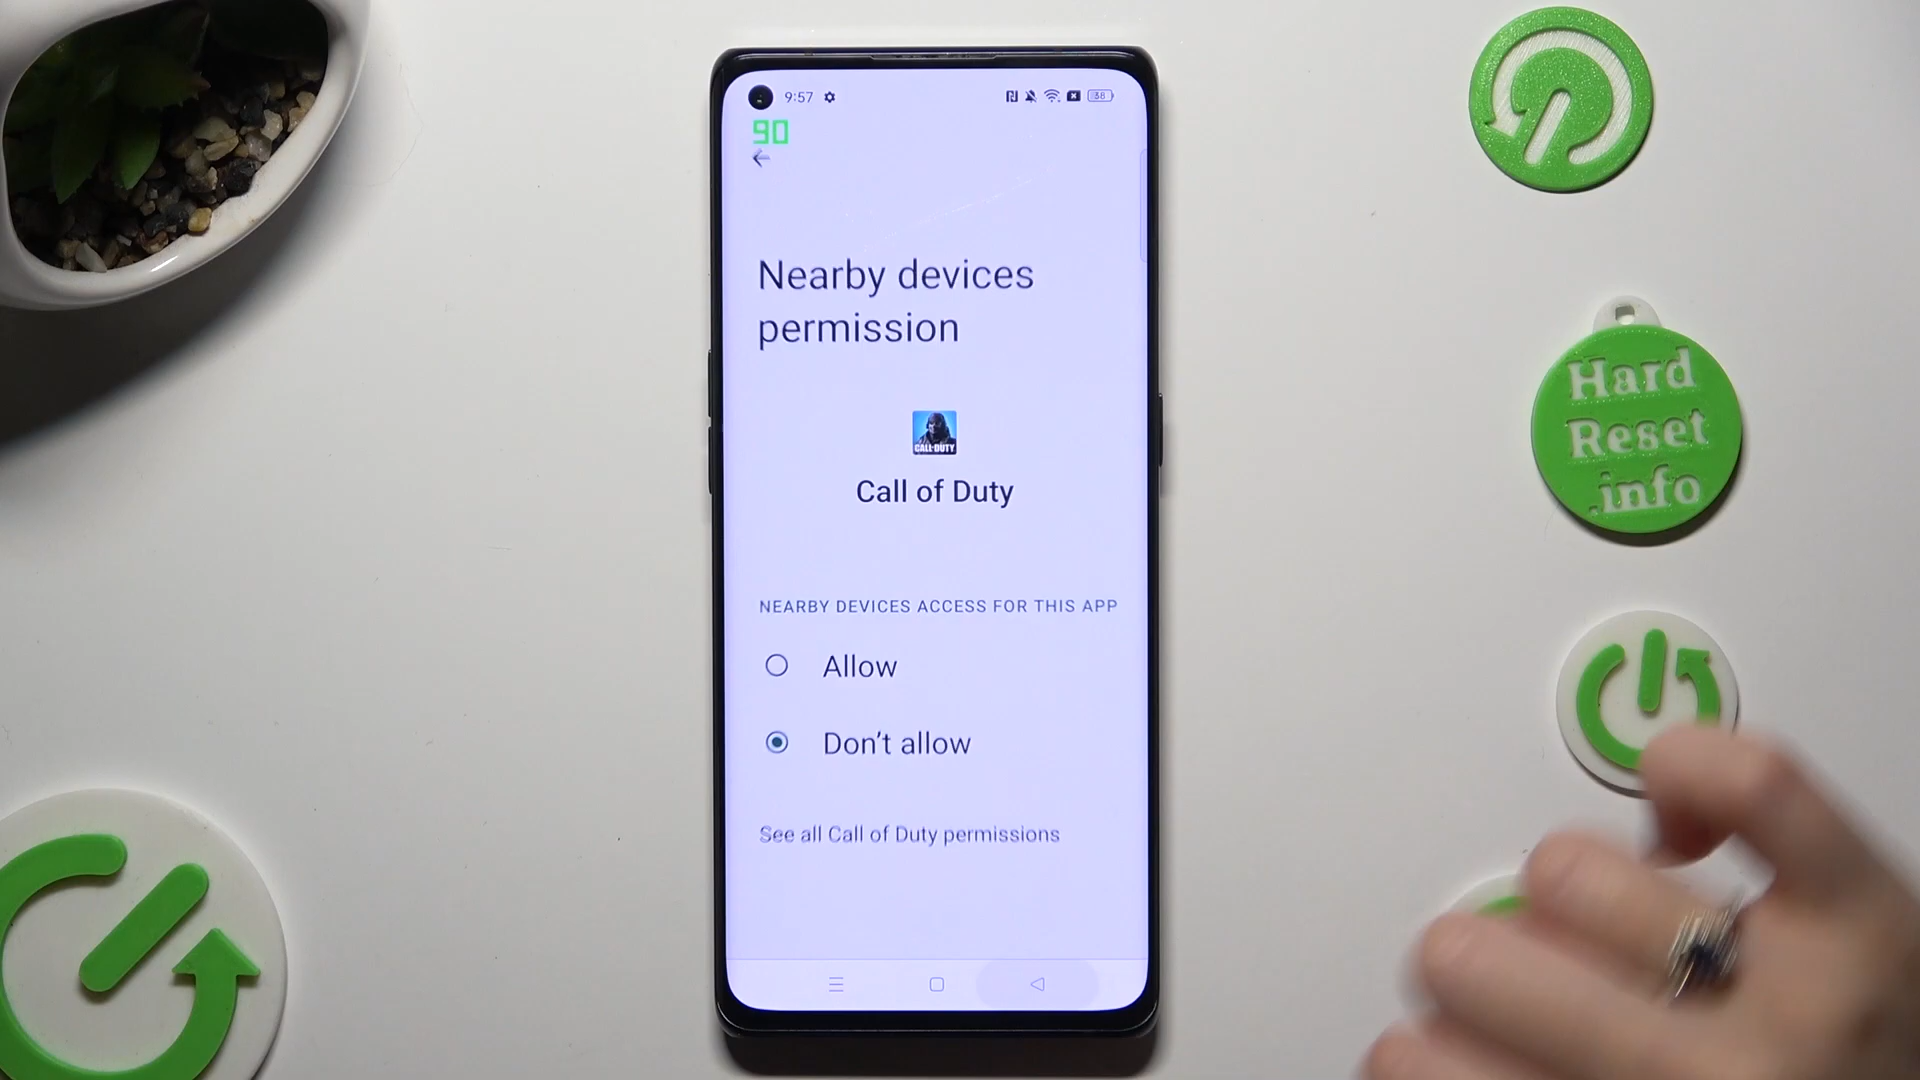 9:57
38
90
Nearby devices
permission
CALL·DUTY
Call of Duty
NEARBY DEVICES ACCESS FOR THIS APP
Allow
Don't allow
See all Call of Duty permissions
Hard
Reset
.info